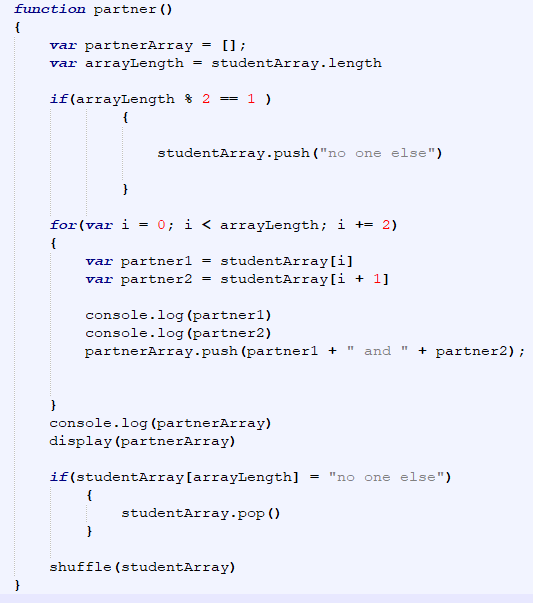 function partner()
{
var partnerArray = [];
var arrayLength = studentArray.length
if(arrayLength % 2 == 1 )
{
studentArray.push("no one else")
}
for(var i = 0; i < arrayLength; i += 2)
{
var partner1 = studentArray[i]
var partner2 = studentArray[i + 1]
console.log(partner1)
console.log(partner2)
partnerArray.push(partner1 + " and " + partner2);
}
console.log(partnerArray)
display(partnerArray)
if(studentArray[arrayLength] = "no one else")
{
studentArray.pop()
}
shuffle(studentArray)
}